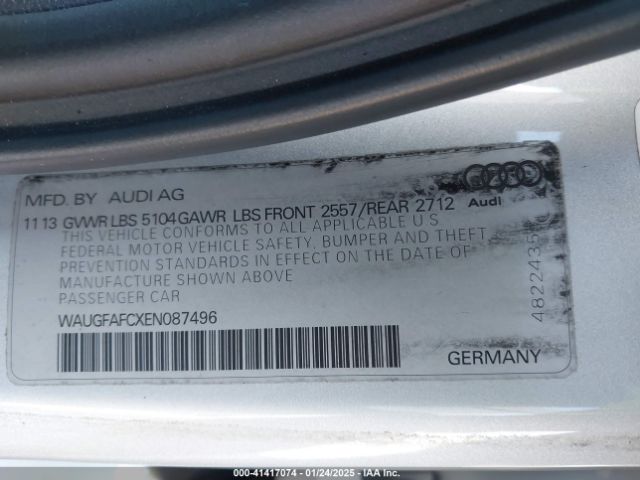 MFD. BY AUDI AG
11 13 GVWR LBS 5104 GAWR LBS FRONT 2557/REAR 2712 Audi
THIS VEHICLE CONFORMS TO ALL APPLICABLE U S
FEDERAL MOTOR VEHICLE SAFETY, BUMPER AND THEFT
PREVENTION STANDARDS IN EFFECT ON THE DATE OF
MANUFACTURE SHOWN ABOVE
PASSENGER CAR
WAUGFAFCXEN087496
GERMANY
000-41417074 — 01/24/2025 — IAA Inc.